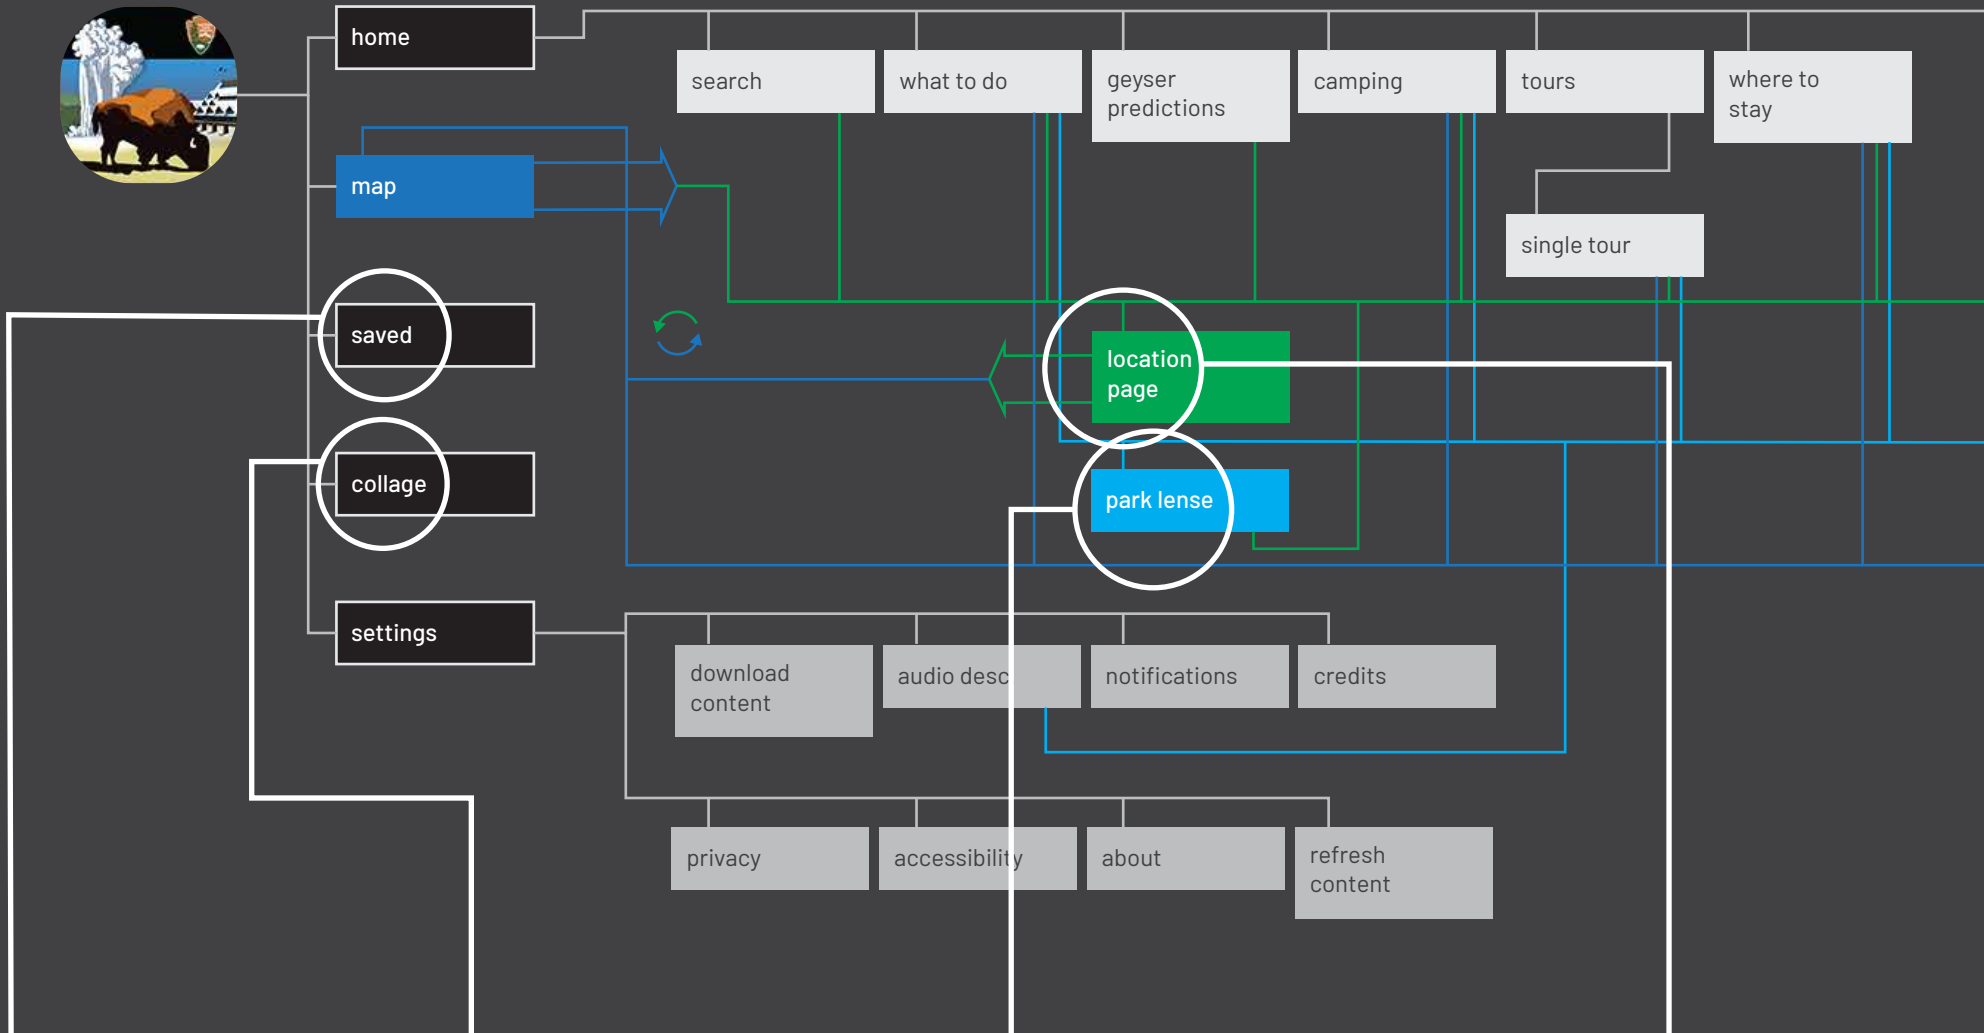 home
search
what to do
geyser
predictions
camping
tours
where to
stay
map
single tour
saved
location
page
collage
park lense
settings
download
content
audio desc
notifications
credits
privacy
accessibility
about
refresh
content